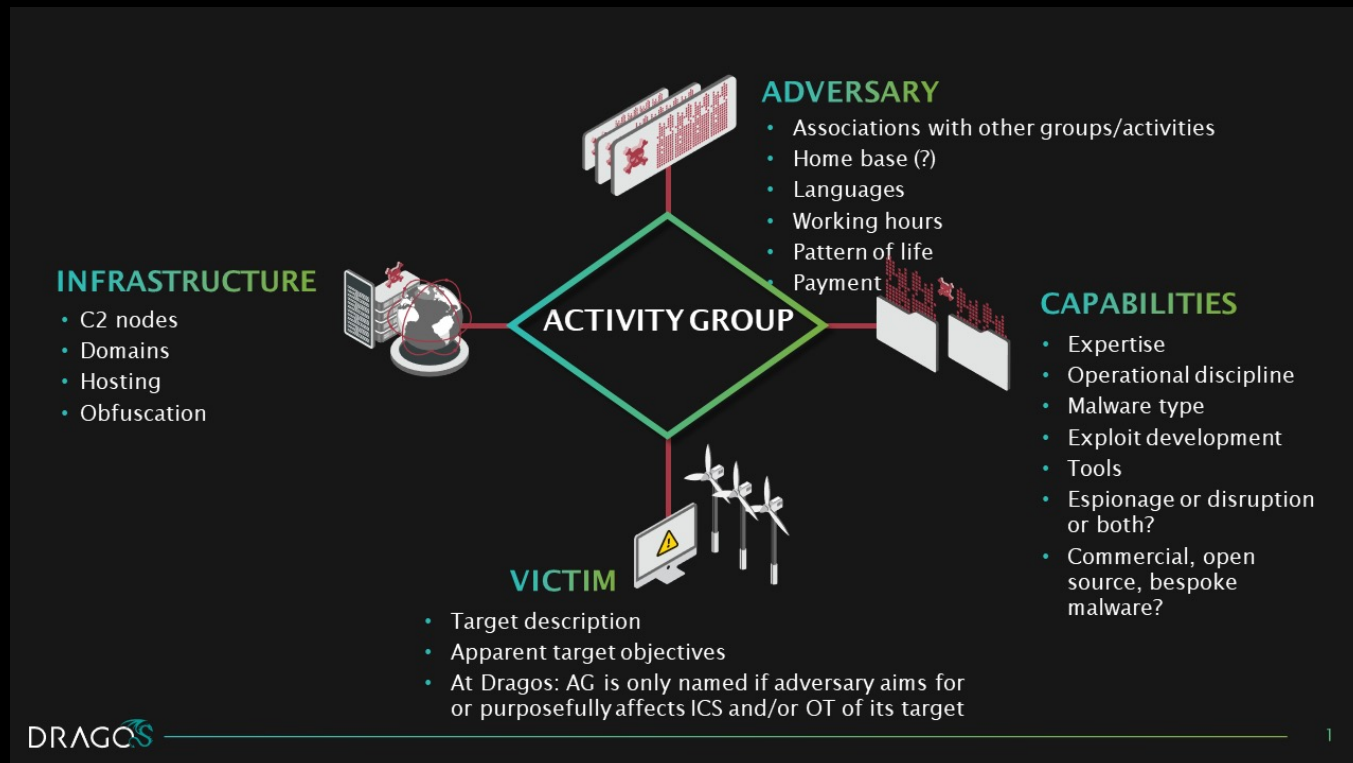 ADVERSARY
• Associations with other groups/activities
• Home base (?)
• Languages
• Working hours
• Pattern of life
• Payment
INFRASTRUCTURE
• C2 nodes
• Domains
• Hosting
• Obfuscation
ACTIVITY GROUP
CAPABILITIES
• Expertise
• Operational discipline
• Malware type
• Exploit development
• Tools
• Espionage or disruption
or both?
• Commercial, open
source, bespoke
malware?
VICTIM
• Target description
• Apparent target objectives
• At Dragos: AG is only named if adversary aims for
or purposefully affects ICS and/or OT of its target
DRAGOS
1